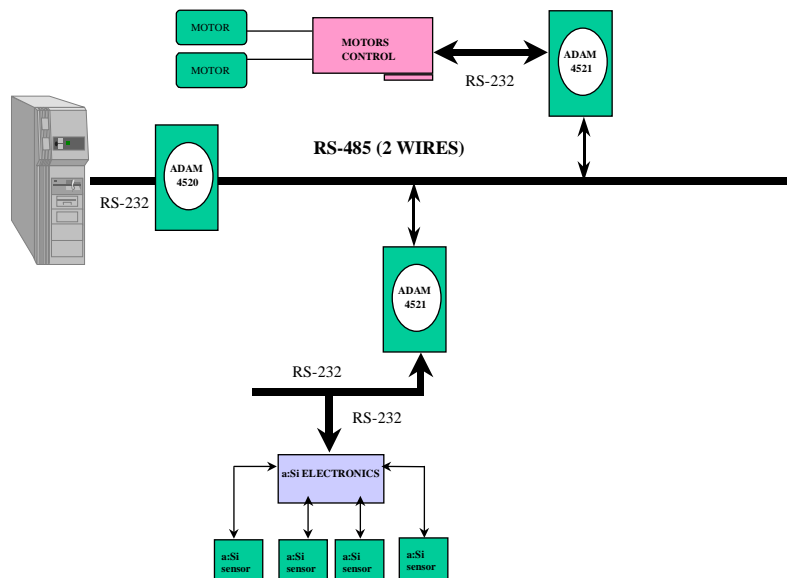 MOTOR
MOTOR
MOTORS
CONTROL
RS-232
ADAM
4521
RS-485 (2 WIRES)
RS-232
ADAM
4520
ADAM
4521
RS-232
RS-232
a:Si ELECTRONICS
a:Si
sensor
a:Si
sensor
a:Si
sensor
a:Si
sensor